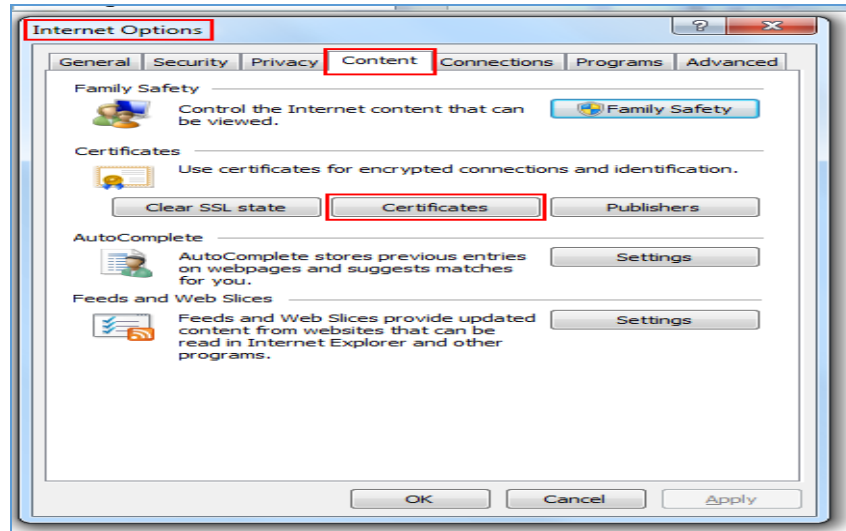 Internet Options
General Security Privacy Content Connections Programs Advanced
Family Safety
Control the Internet content that can
be viewed.
Family Safety
Certificates
Use certificates for encrypted connections and identification.
Clear SSL state Certificates Publishers
AutoComplete
AutoComplete stores previous entries
on webpages and suggests matches
for you.
Settings
Feeds and Web Slices
Feeds and Web Slices provide updated
content from websites that can be
read in Internet Explorer and other
programs.
Settings
OK Cancel Apply